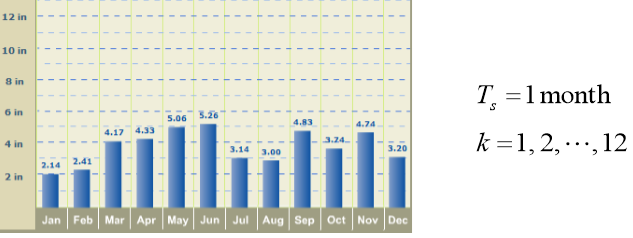 12 in
10 in
8 in
6 in
4 in
2 in
2.14 2.41 4.17 4.33 5.06 5.26 3.14 3.00 4.83 3.74 4.74 3.20
Jan Feb Mar Apr May Jun Jul Aug Sep Oct Nov Dec
T_s = 1 month
k = 1, 2, ⋯, 12